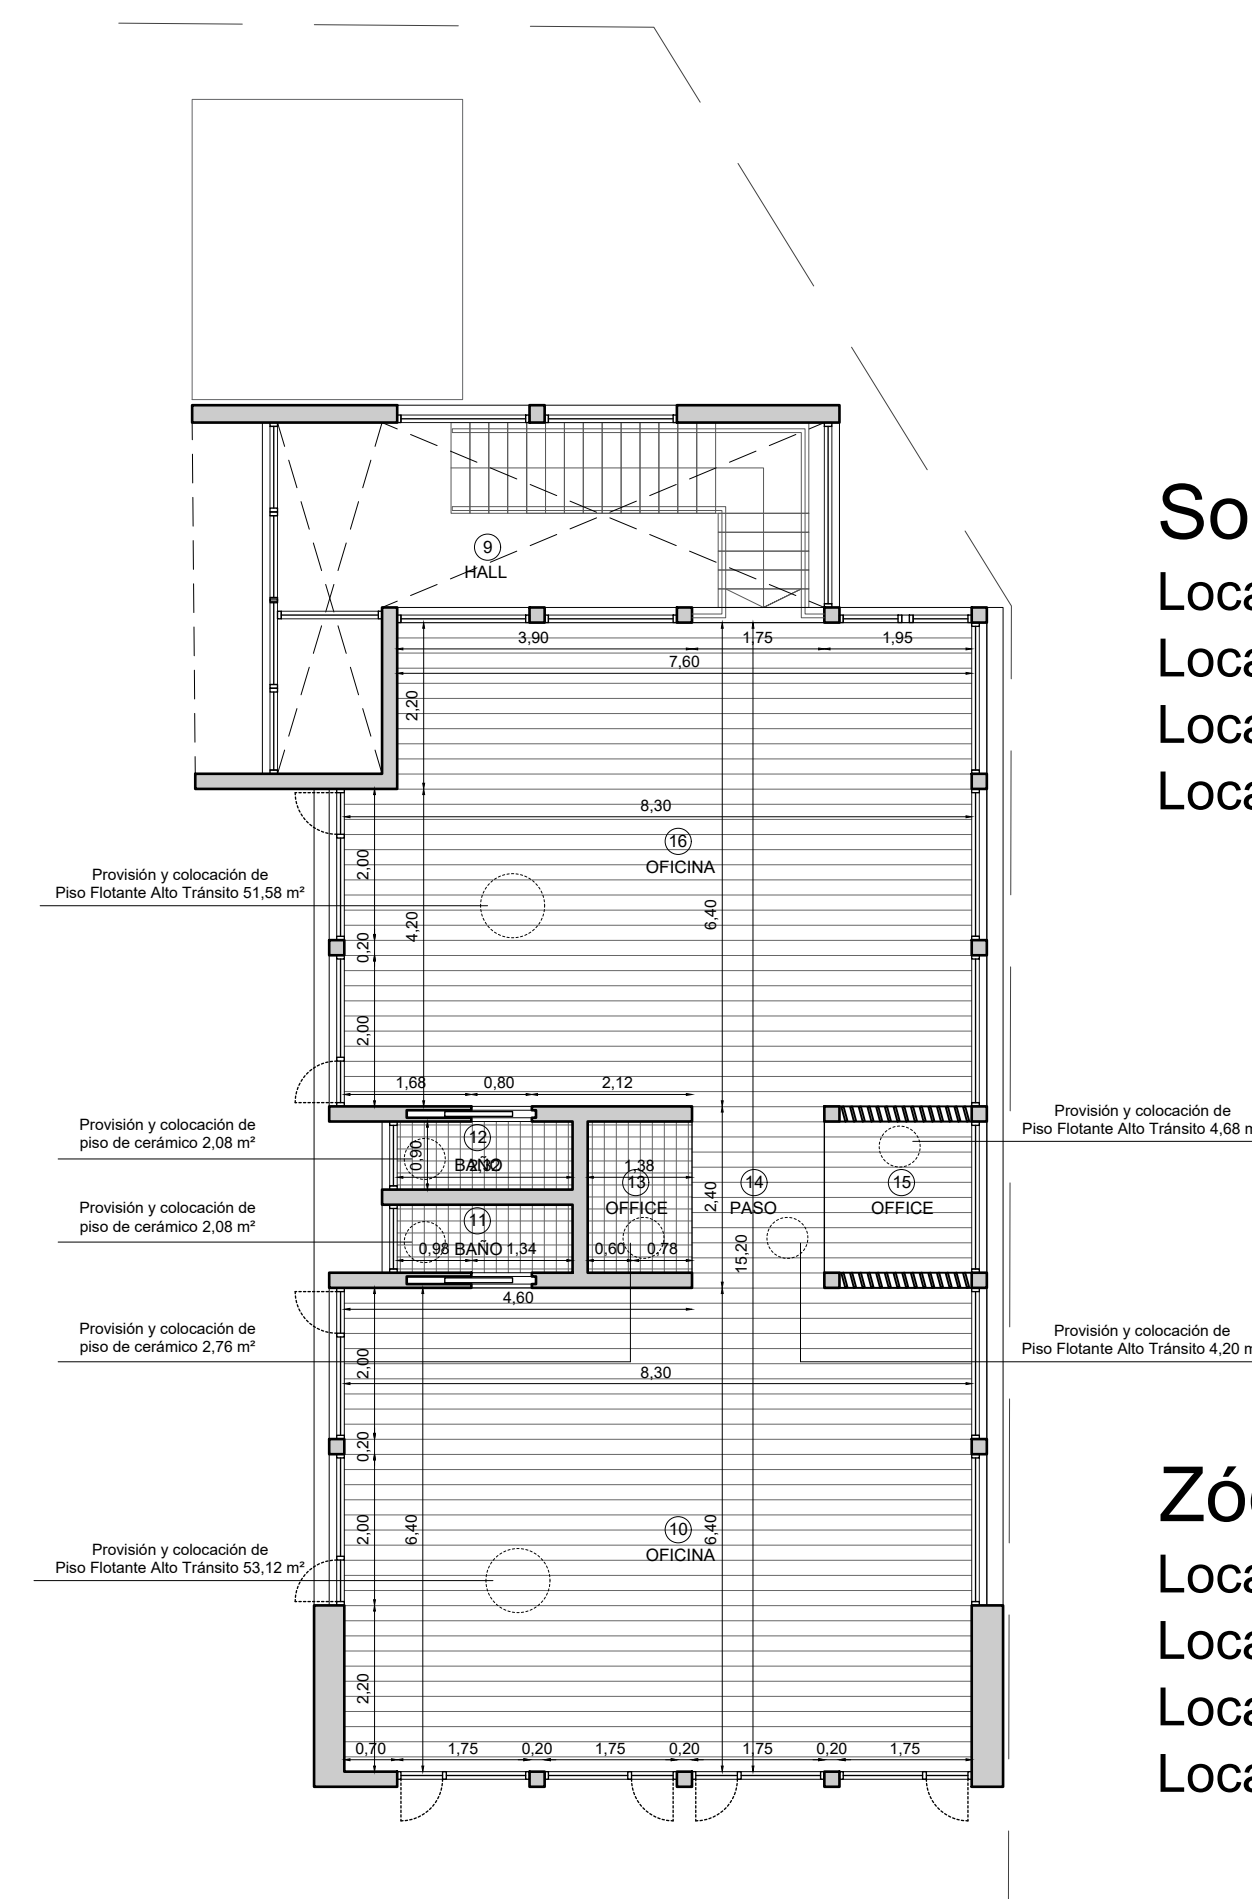 So
Loca
Loca
Loca
Loca
9
HALL
3,90
1,75
1,95
7,60
2,20
8,30
16
OFICINA
Provisión y colocación de
Piso Flotante Alto Tránsito 51,58 m²
2,00
4,20
6,40
0,20
2,00
1,68
0,80
2,12
Provisión y colocación de
piso de cerámico 2,08 m²
12
BAÑO
2,32
0,90
1,38
13
OFFICE
14
PASO
15
OFFICE
Provisión y colocación de
Piso Flotante Alto Tránsito 4,68 m
2,40
Provisión y colocación de
piso de cerámico 2,08 m²
11
BAÑO
0,98
1,34
0,60
0,78
15,20
4,60
Provisión y colocación de
piso de cerámico 2,76 m²
Provisión y colocación de
Piso Flotante Alto Tránsito 4,20 m
2,00
8,30
0,20
Zóc
Loca
Loca
Loca
Loca
2,00
6,40
6,40
10
OFICINA
Provisión y colocación de
Piso Flotante Alto Tránsito 53,12 m²
2,20
0,70
1,75
0,20
1,75
0,20
1,75
0,20
1,75